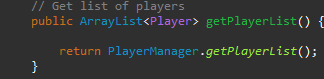 // Get list of players
public ArrayList<Player> getPlayerList() {
return PlayerManager.getPlayerList();
}